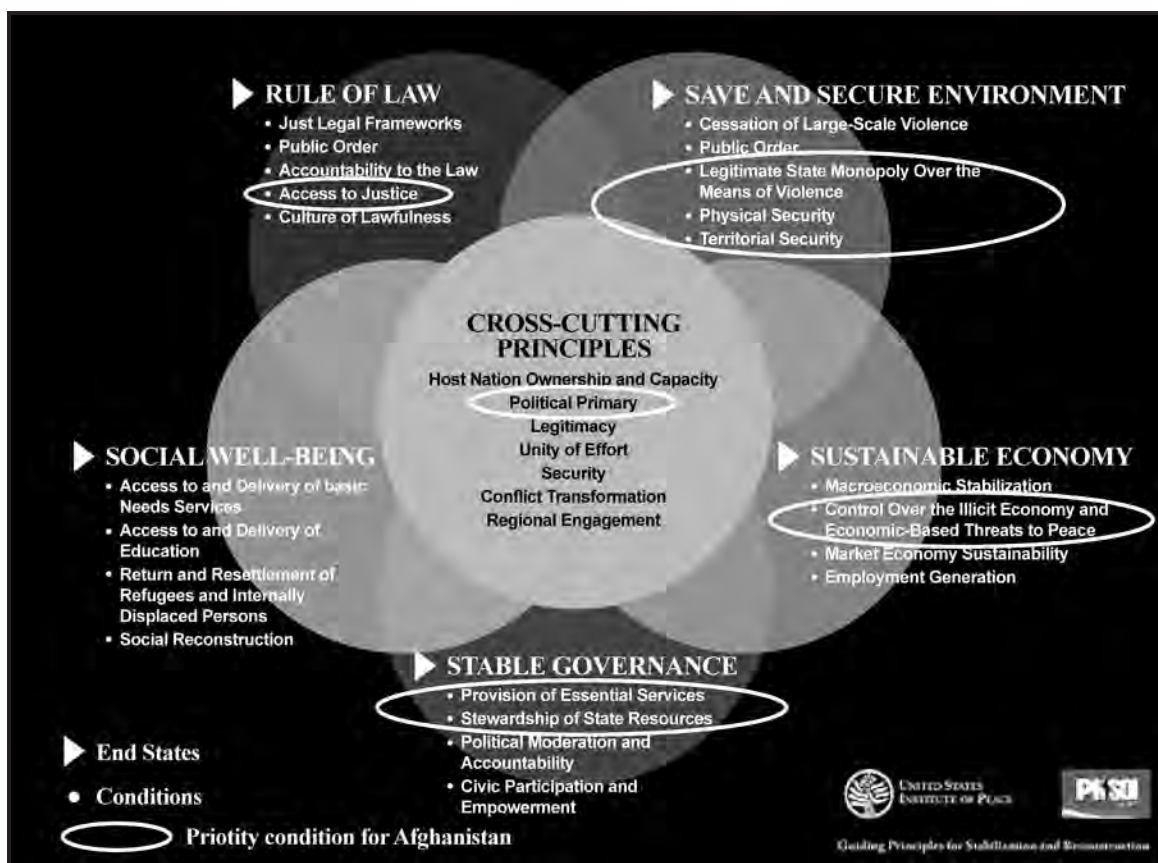 RULE OF LAW
• Just Legal Frameworks
• Public Order
• Accountability to the Law
• Access to Justice
• Culture of Lawfulness
SAVE AND SECURE ENVIRONMENT
• Cessation of Large-Scale Violence
• Public Order
• Legitimate State Monopoly Over the
Means of Violence
• Physical Security
• Territorial Security
CROSS-CUTTING
PRINCIPLES
Host Nation Ownership and Capacity
Political Primary
Legitimacy
Unity of Effort
Security
Conflict Transformation
Regional Engagement
SOCIAL WELL-BEING
• Access to and Delivery of basic
Needs Services
• Access to and Delivery of
Education
• Return and Resettlement of
Refugees and Internally
Displaced Persons
• Social Reconstruction
SUSTAINABLE ECONOMY
• Macroeconomic Stabilization
• Control Over the Illicit Economy and
Economic-Based Threats to Peace
• Market Economy Sustainability
• Employment Generation
STABLE GOVERNANCE
• Provision of Essential Services
• Stewardship of State Resources
• Political Moderation and
Accountability
• Civic Participation and
Empowerment
End States
Conditions
Priotity condition for Afghanistan
UNITED STATES
INSTITUTE OF PEACE
Guiding Principles for Stabilization and Reconstruction